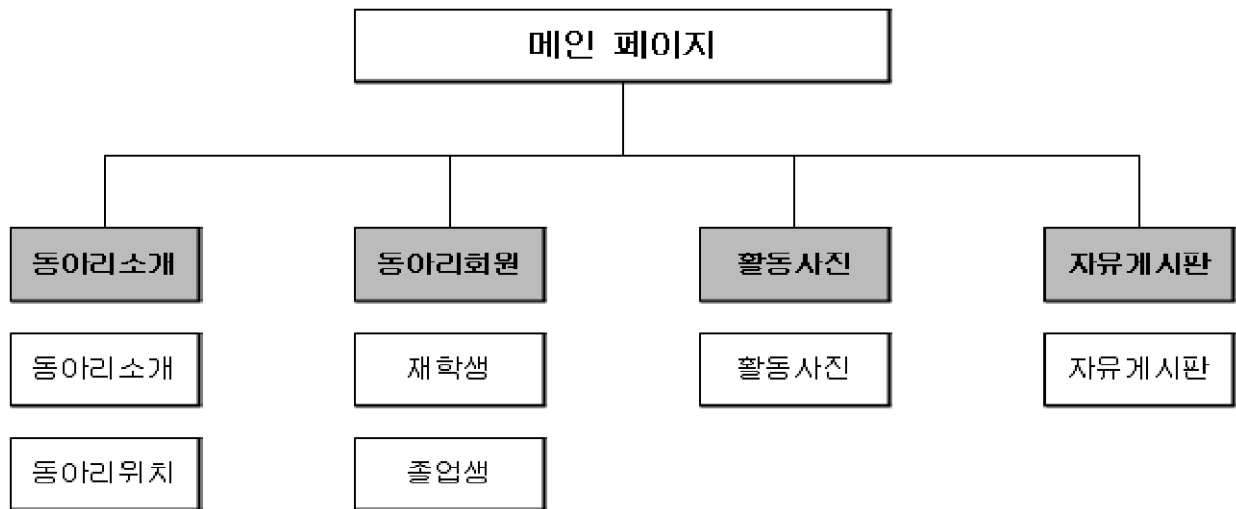 메인 페이지
동아리소개
동아리회원
활동사진
자유게시판
동아리소개
재학생
활동사진
자유게시판
동아리위치
졸업생